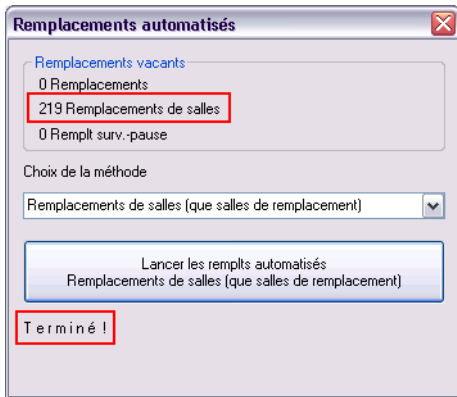 Remplacements automatisés
Remplacements vacants
0 Remplacements
219 Remplacements de salles
0 Remplt surv.-pause
Choix de la méthode
Remplacements de salles (que salles de remplacement)
Lancer les remplts automatisés
Remplacements de salles (que salles de remplacement)
T e r m i n é !